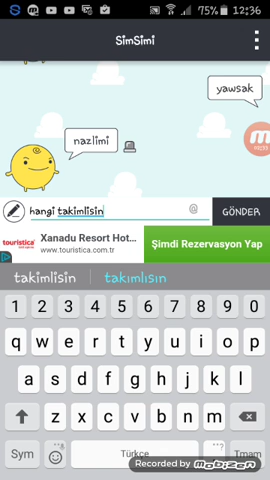 75% 12:36
SimSimi
yawsak
nazlimi
hangi takimlisin
@
GÖNDER
touristica
Xanadu Resort Hot...
www.touristica.com.tr
Şimdi Rezervasyon Yap
takimlisin
takımlısın
1 2 3 4 5 6 7 8 9 0
q w e r t y u i o p
a s d f g h j k l
z x c v b n m
Sym
Türkçe
Tmam
Recorded by mobizen